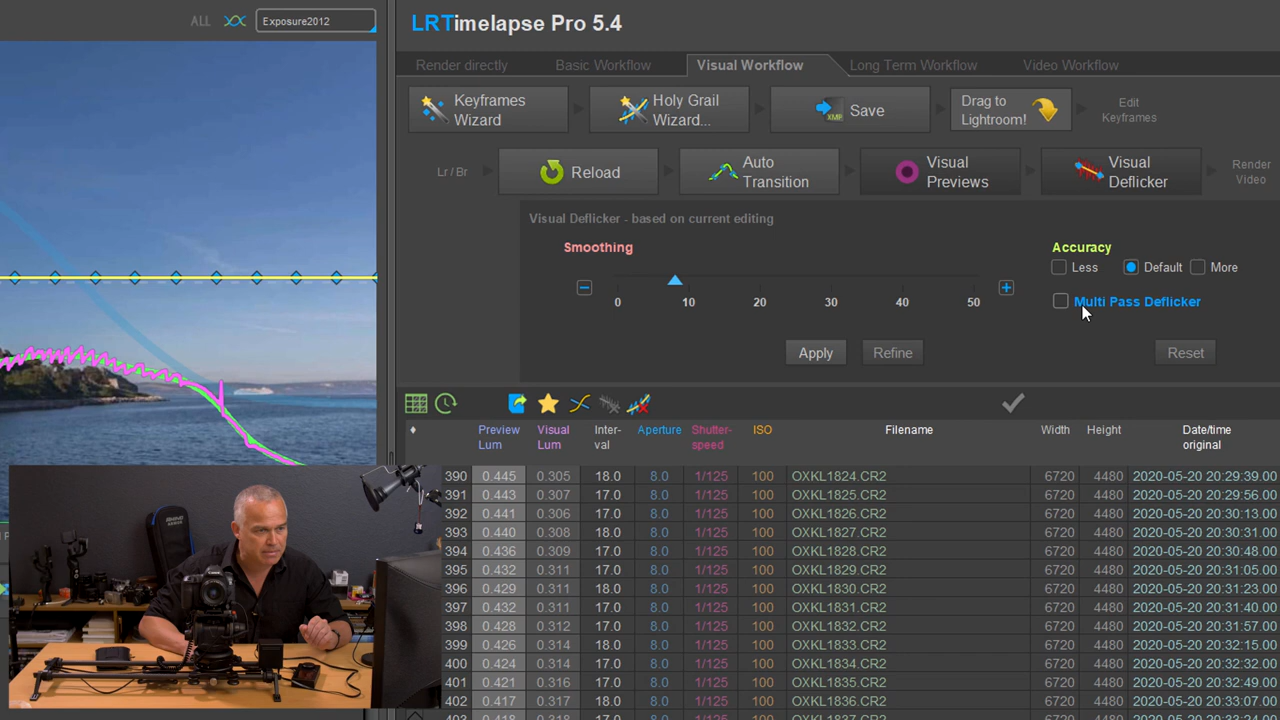 ALL
Exposure2012
LRTimelapse Pro 5.4
Render directly
Basic Workflow
Visual Workflow
Long Term Workflow
Video Workflow
Keyframes
Wizard
Holy Grail
Wizard...
Save
Drag to
Lightroom!
Edit
Keyframes
Lr / Br
Reload
Auto
Transition
Visual
Previews
Visual
Deflicker
Render
Video
Visual Deflicker - based on current editing
Smoothing
Accuracy
Less
Default
More
0 10 20 30 40 50
Multi Pass Deflicker
Apply
Refine
Reset
Preview
Lum
Visual
Lum
Inter-
val
Aperture
Shutter-
speed
ISO
Filename
Width
Height
Date/time
original
390 0.445 0.305 18.0 8.0 1/125 100 OXKL1824.CR2 6720 4480 2020-05-20 20:29:39.00
391 0.443 0.307 17.0 8.0 1/125 100 OXKL1825.CR2 6720 4480 2020-05-20 20:29:56.00
392 0.441 0.306 17.0 8.0 1/125 100 OXKL1826.CR2 6720 4480 2020-05-20 20:30:13.00
393 0.440 0.308 18.0 8.0 1/125 100 OXKL1827.CR2 6720 4480 2020-05-20 20:30:31.00
394 0.436 0.309 17.0 8.0 1/125 100 OXKL1828.CR2 6720 4480 2020-05-20 20:30:48.00
395 0.432 0.311 17.0 8.0 1/125 100 OXKL1829.CR2 6720 4480 2020-05-20 20:31:05.00
396 0.429 0.311 18.0 8.0 1/125 100 OXKL1830.CR2 6720 4480 2020-05-20 20:31:23.00
397 0.432 0.311 17.0 8.0 1/125 100 OXKL1831.CR2 6720 4480 2020-05-20 20:31:40.00
398 0.428 0.312 17.0 8.0 1/125 100 OXKL1832.CR2 6720 4480 2020-05-20 20:31:57.00
399 0.426 0.314 18.0 8.0 1/125 100 OXKL1833.CR2 6720 4480 2020-05-20 20:32:15.00
400 0.424 0.314 17.0 8.0 1/125 100 OXKL1834.CR2 6720 4480 2020-05-20 20:32:32.00
401 0.421 0.316 17.0 8.0 1/125 100 OXKL1835.CR2 6720 4480 2020-05-20 20:32:49.00
402 0.417 0.317 18.0 8.0 1/125 100 OXKL1836.CR2 6720 4480 2020-05-20 20:33:07.00